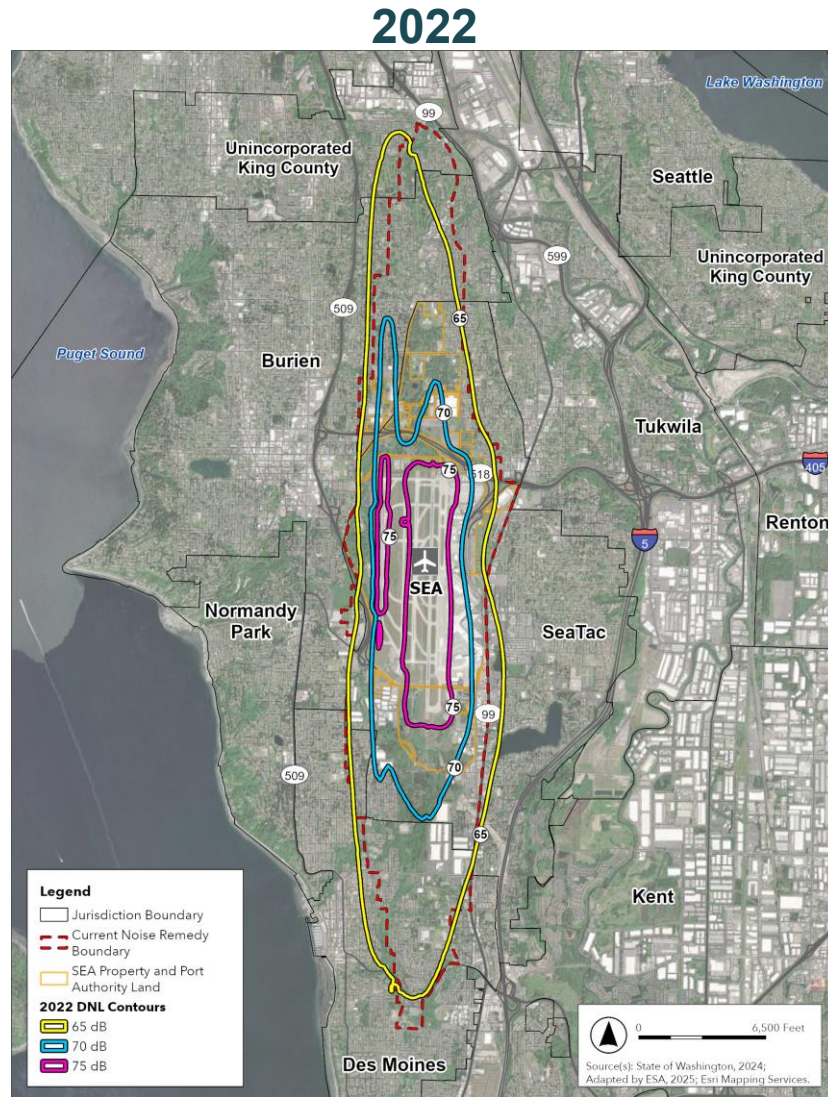 2022
Lake Washington
99
Unincorporated
King County
Seattle
Unincorporated
King County
599
509
65
Puget Sound
Burien
70
Tukwila
75
518
405
Renton
75
5
SEA
Normandy
Park
SeaTac
75
99
70
509
65
Kent
Legend
Jurisdiction Boundary
Current Noise Remedy
Boundary
SEA Property and Port
Authority Land
2022 DNL Contours
65 dB
70 dB
75 dB
Des Moines
0 6,500 Feet
Source(s): State of Washington, 2024;
Adapted by ESA, 2025; Esri Mapping Services.